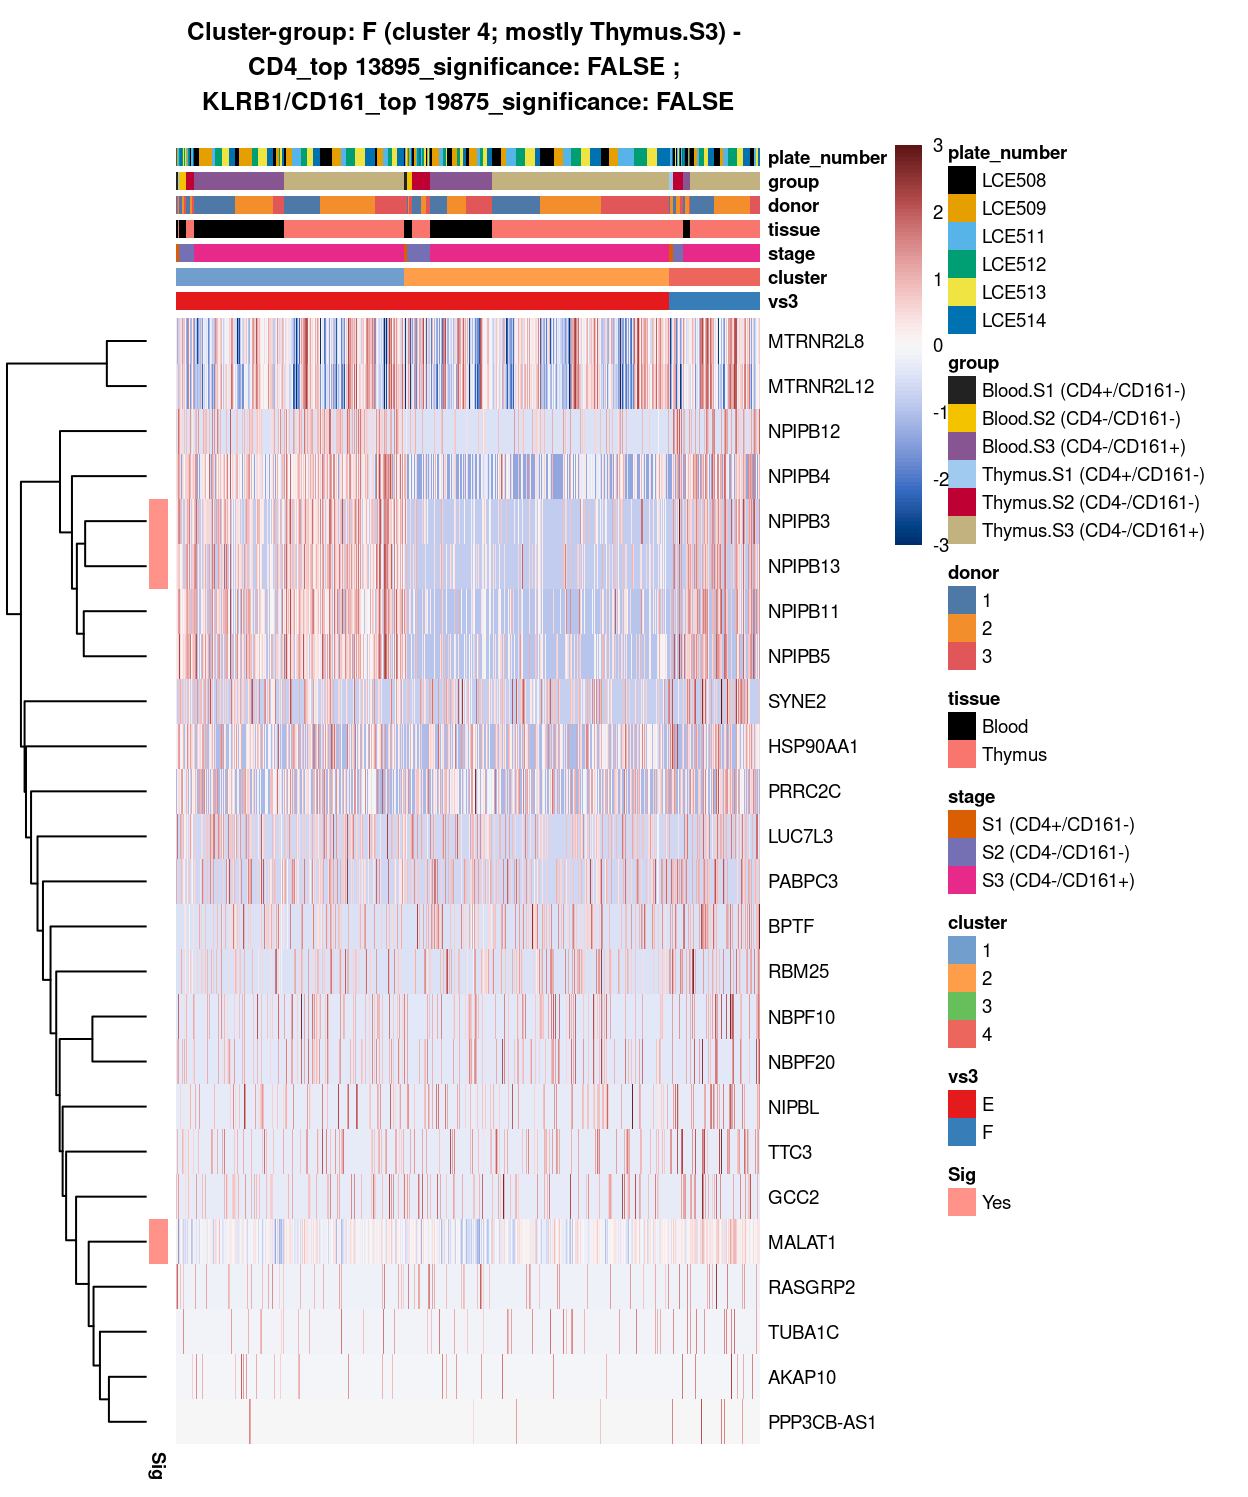 Cluster-group: F (cluster 4; mostly Thymus.S3) -
CD4_top 13895_significance: FALSE ;
KLRB1/CD161_top 19875_significance: FALSE
plate_number
group
donor
tissue
stage
cluster
vs3
MTRNR2L8
MTRNR2L12
NPIPB12
NPIPB4
NPIPB3
NPIPB13
NPIPB11
NPIPB5
SYNE2
HSP90AA1
PRRC2C
LUC7L3
PABPC3
BPTF
RBM25
NBPF10
NBPF20
NIPBL
TTC3
GCC2
MALAT1
RASGRP2
TUBA1C
AKAP10
PPP3CB-AS1
Sig
3
2
1
0
-1
-2
-3
plate_number
LCE508
LCE509
LCE511
LCE512
LCE513
LCE514
group
Blood.S1 (CD4+/CD161-)
Blood.S2 (CD4-/CD161-)
Blood.S3 (CD4-/CD161+)
Thymus.S1 (CD4+/CD161-)
Thymus.S2 (CD4-/CD161-)
Thymus.S3 (CD4-/CD161+)
donor
1
2
3
tissue
Blood
Thymus
stage
S1 (CD4+/CD161-)
S2 (CD4-/CD161-)
S3 (CD4-/CD161+)
cluster
1
2
3
4
vs3
E
F
Sig
Yes